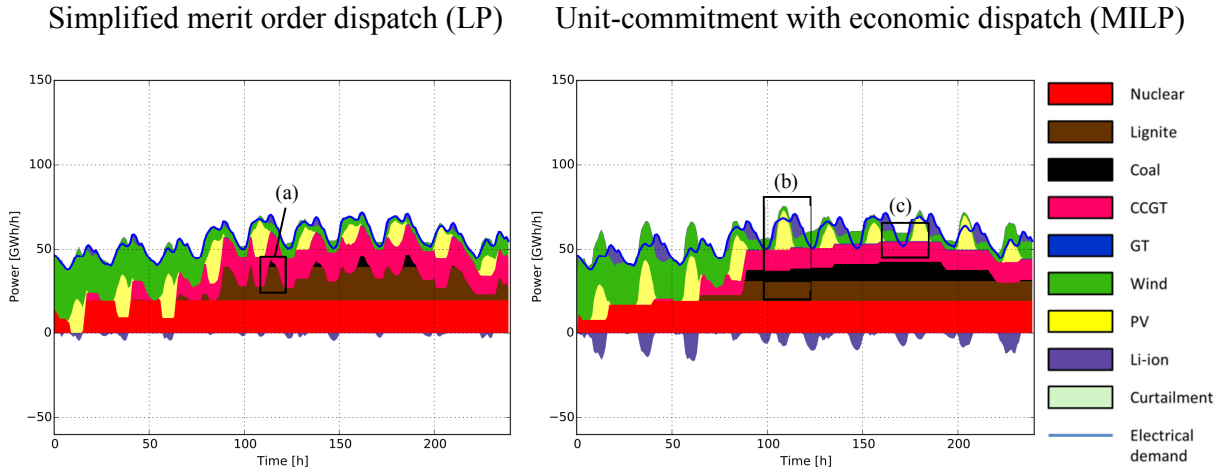 Simplified merit order dispatch (LP)
Unit-commitment with economic dispatch (MILP)
150
100
50
0
−50
Power [GWh/h]
(a)
0
50
100
150
200
Time [h]
150
100
50
0
−50
Power [GWh/h]
(b)
(c)
0
50
100
150
200
Time [h]
Nuclear
Lignite
Coal
CCGT
GT
Wind
PV
Li-ion
Curtailment
Electrical
demand